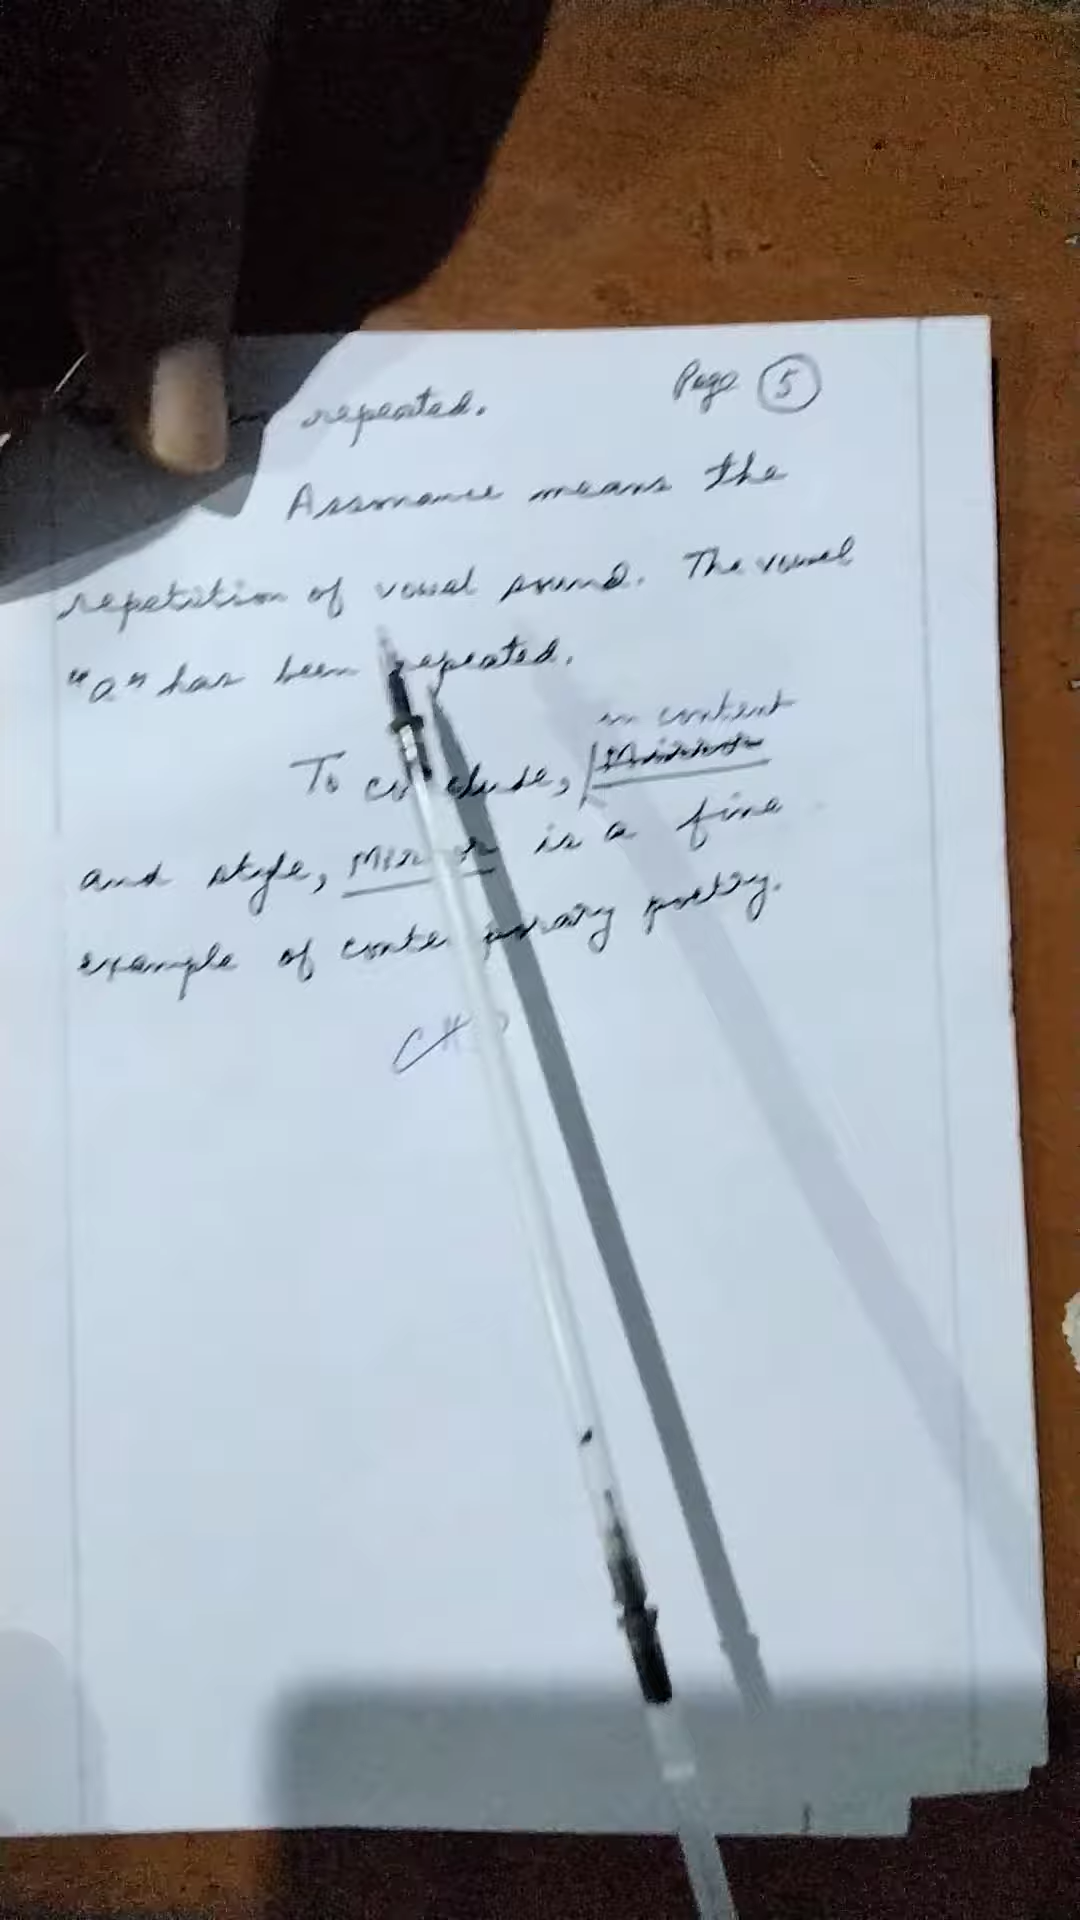 Page 5
repeated.
Assonance means the
repetition of vowel sound. The vowel
"a" has been repeated.
in content
To conclude,
and style, Mirror is a fine
example of contemporary poetry.